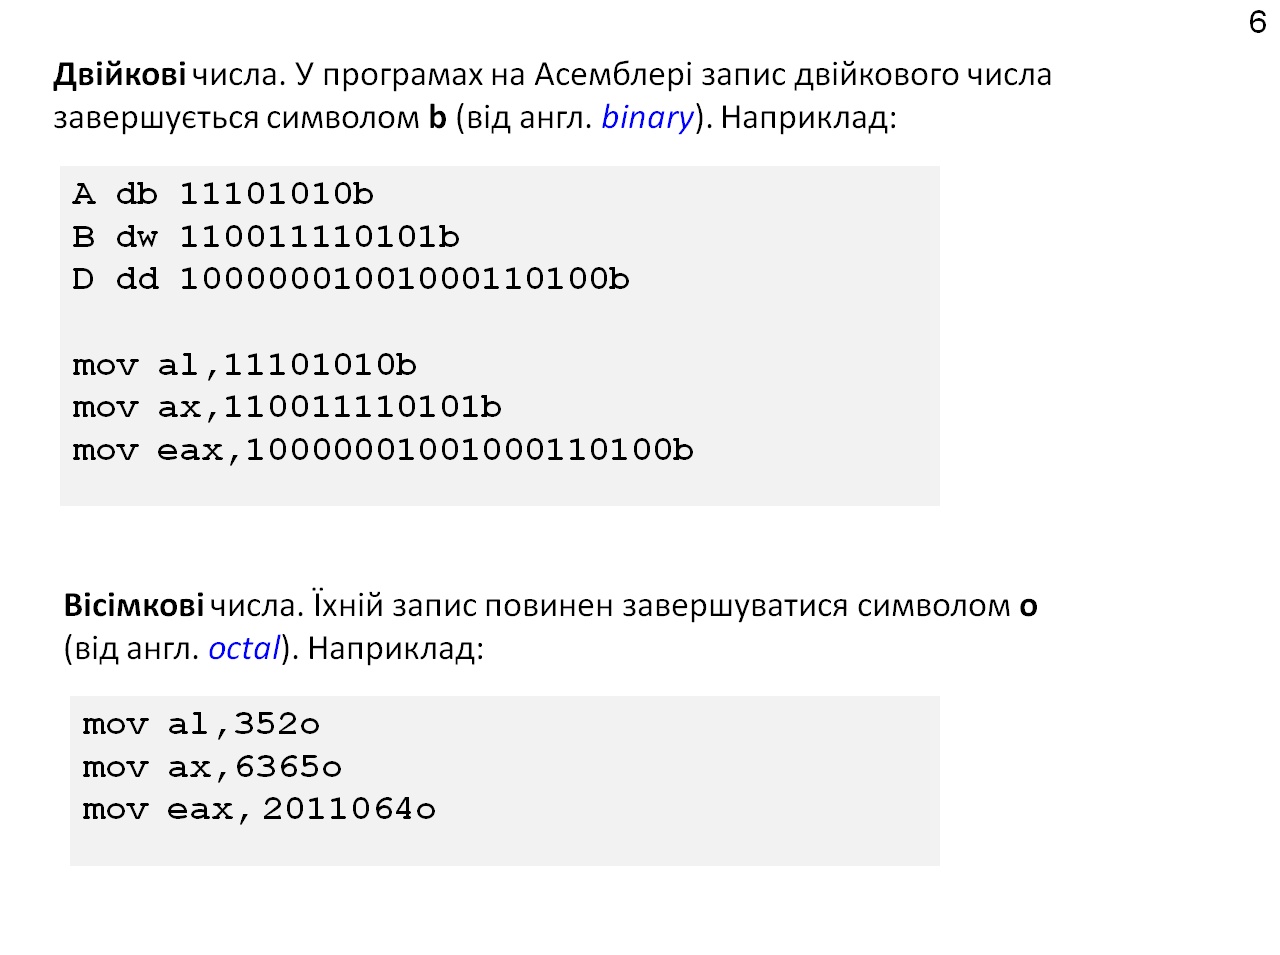 6
Двійкові числа. У програмах на Асемблері запис двійкового числа
завершується символом b (від англ. binary). Наприклад:
A db 11101010b
B dw 110011110101b
D dd 10000001001000110100b
mov al,11101010b
mov ax,110011110101b
mov eax,10000001001000110100b
Вісімкові числа. Їхній запис повинен завершуватися символом o
(від англ. octal). Наприклад:
mov al,352o
mov ax,6365o
mov eax,2011064o